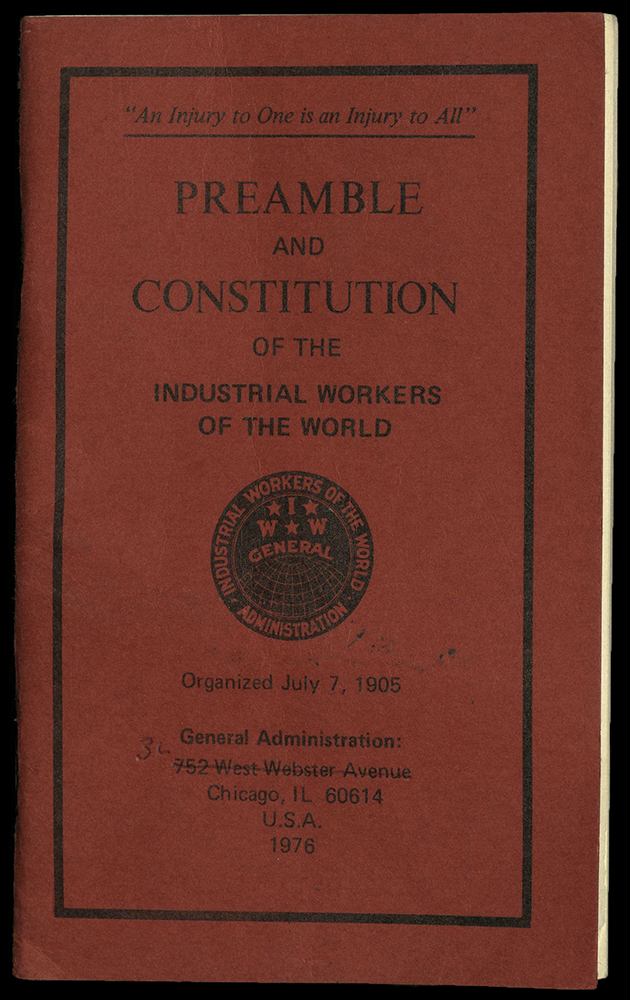 "An Injury to One is an Injury to All"
PREAMBLE
AND
CONSTITUTION
OF THE
INDUSTRIAL WORKERS
OF THE WORLD
INDUSTRIAL WORKERS OF THE WORLD
I
W W
GENERAL
ADMINISTRATION
Organized July 7, 1905
General Administration:
752 West Webster Avenue
Chicago, IL 60614
U.S.A.
1976